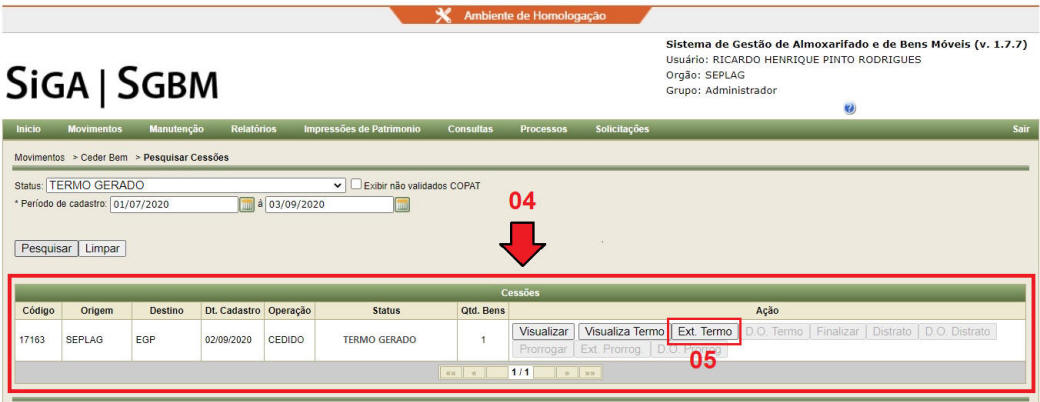 Ambiente de Homologação
Sistema de Gestão de Almoxarifado e de Bens Móveis (v. 1.7.7)
Usuário: RICARDO HENRIQUE PINTO RODRIGUES
Orgão: SEPLAG
Grupo: Administrador
SiGA | SGBM
Inicio Movimentos Manutenção Relatórios Impressões de Patrimonio Consultas Processos Solicitações Sair
Movimentos > Ceder Bem > Pesquisar Cessões
Status: TERMO GERADO Exibir não validados COPAT
* Período de cadastro: 01/07/2020 á 03/09/2020
04
Pesquisar Limpar
Cessões
Código Origem Destino Dt. Cadastro Operação Status Qtd. Bens Ação
17163 SEPLAG EGP 02/09/2020 CEDIDO TERMO GERADO 1 Visualizar Visualiza Termo Ext. Termo D.O. Termo Finalizar Distrato D.O. Distrato
Prorrogar Ext. Prorrog. D.O. Prorrog
05
«« « 1 / 1 » »»